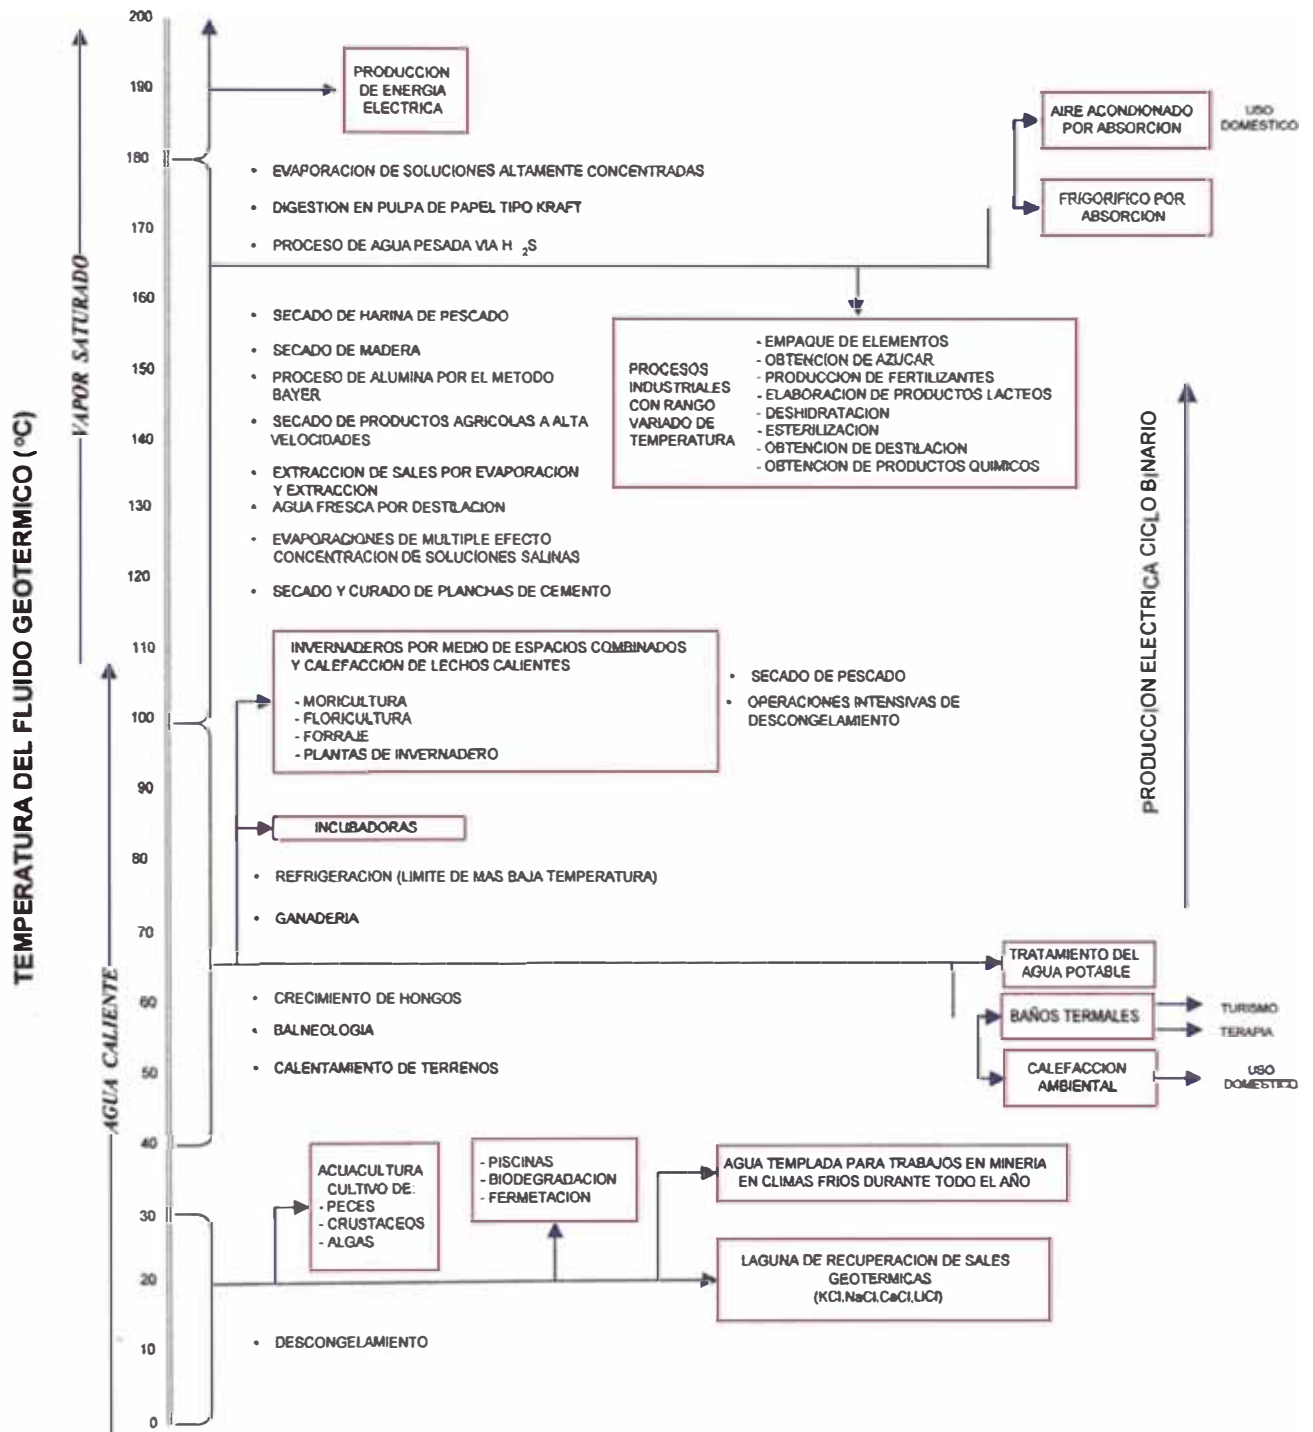 TEMPERATURA DEL FLUIDO GEOTERMICO (°C)
VAPOR SATURADO
AGUA CALIENTE
200
190
180
170
160
150
140
130
120
110
100
90
80
70
60
50
40
30
20
10
0
PRODUCCION
DE ENERGIA
ELECTRICA
AIRE ACONDIONADO
POR ABSORCION
USO
DOMESTICO
FRIGORIFICO POR
ABSORCION
• EVAPORACION DE SOLUCIONES ALTAMENTE CONCENTRADAS
• DIGESTION EN PULPA DE PAPEL TIPO KRAFT
• PROCESO DE AGUA PESADA VIA H ₂S
• SECADO DE HARINA DE PESCADO
• SECADO DE MADERA
• PROCESO DE ALUMINA POR EL METODO
BAYER
• SECADO DE PRODUCTOS AGRICOLAS A ALTA
VELOCIDADES
• EXTRACCION DE SALES POR EVAPORACION
Y EXTRACCION
• AGUA FRESCA POR DESTILACION
• EVAPORACIONES DE MULTIPLE EFECTO
CONCENTRACION DE SOLUCIONES SALINAS
• SECADO Y CURADO DE PLANCHAS DE CEMENTO
PROCESOS
INDUSTRIALES
CON RANGO
VARIADO DE
TEMPERATURA
- EMPAQUE DE ELEMENTOS
- OBTENCION DE AZUCAR
- PRODUCCION DE FERTILIZANTES
- ELABORACION DE PRODUCTOS LACTEOS
- DESHIDRATACION
- ESTERILIZACION
- OBTENCION DE DESTILACION
- OBTENCION DE PRODUCTOS QUIMICOS
PRODUCCION ELECTRICA CICLO BINARIO
INVERNADEROS POR MEDIO DE ESPACIOS COMBINADOS
Y CALEFACCION DE LECHOS CALIENTES
- MORICULTURA
- FLORICULTURA
- FORRAJE
- PLANTAS DE INVERNADERO
• SECADO DE PESCADO
• OPERACIONES INTENSIVAS DE
DESCONGELAMIENTO
INCUBADORAS
• REFRIGERACION (LIMITE DE MAS BAJA TEMPERATURA)
• GANADERIA
• CRECIMIENTO DE HONGOS
• BALNEOLOGIA
• CALENTAMIENTO DE TERRENOS
TRATAMIENTO DEL
AGUA POTABLE
BAÑOS TERMALES
TURISMO
TERAPIA
CALEFACCION
AMBIENTAL
USO
DOMESTICO
ACUACULTURA
CULTIVO DE:
- PECES
- CRUSTACEOS
- ALGAS
- PISCINAS
- BIODEGRADACION
- FERMETACION
AGUA TEMPLADA PARA TRABAJOS EN MINERIA
EN CLIMAS FRIOS DURANTE TODO EL AÑO
LAGUNA DE RECUPERACION DE SALES
GEOTERMICAS
(KCl,NaCl,CaCl,LiCl)
• DESCONGELAMIENTO